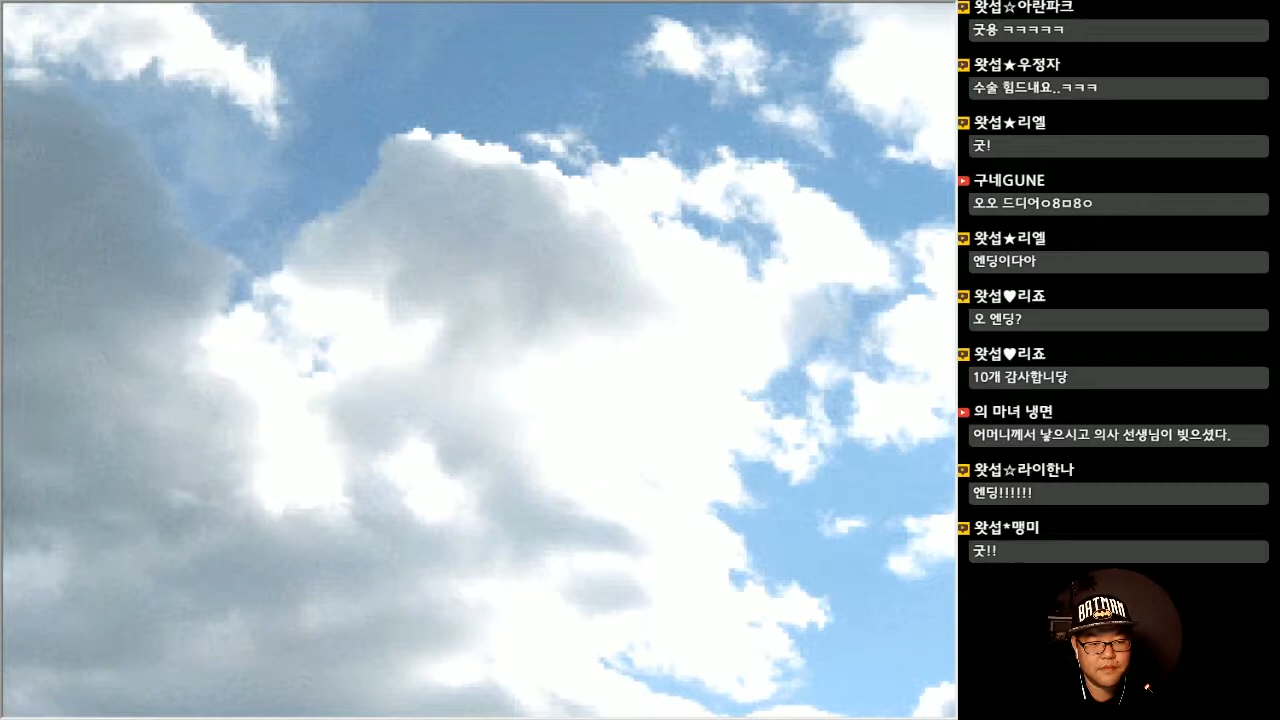 왓섭☆아란파크
굿용 ㅋㅋㅋㅋㅋ
왓섭★우정자
수술 힘드내요..ㅋㅋㅋ
왓섭★리엘
굿!
구네GUNE
오오 드디어ㅇ8ㅁ8ㅇ
왓섭★리엘
엔딩이다아
왓섭♥리죠
오 엔딩?
왓섭♥리죠
10개 감사합니당
의 마녀 냉면
어머니께서 낳으시고 의사 선생님이 빚으셨다.
왓섭☆라이한나
엔딩!!!!!!
왓섭*맹미
굿!!
BATMAN